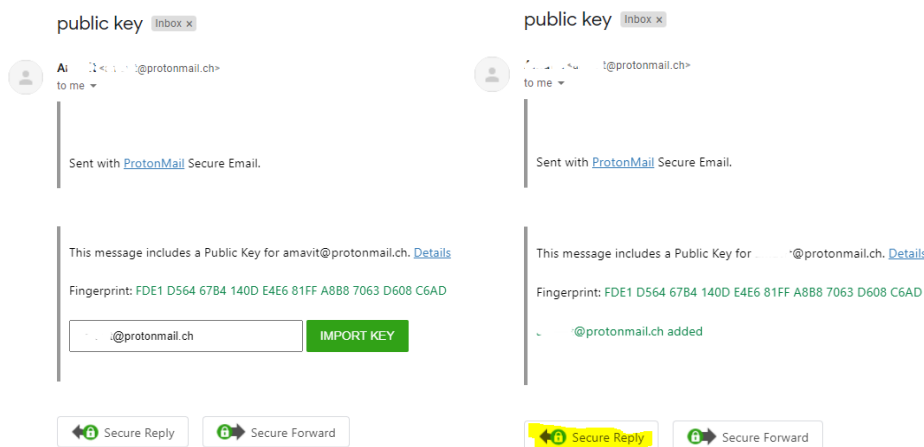 public key Inbox x
@protonmail.ch>
to me
Sent with ProtonMail Secure Email.
This message includes a Public Key for amavit@protonmail.ch. Details
Fingerprint: FDE1 D564 67B4 140D E4E6 81FF A8B8 7063 D608 C6AD
@protonmail.ch IMPORT KEY
Secure Reply Secure Forward
public key Inbox x
@protonmail.ch>
to me
Sent with ProtonMail Secure Email.
This message includes a Public Key for @protonmail.ch. Details
Fingerprint: FDE1 D564 67B4 140D E4E6 81FF A8B8 7063 D608 C6AD
@protonmail.ch added
Secure Reply Secure Forward